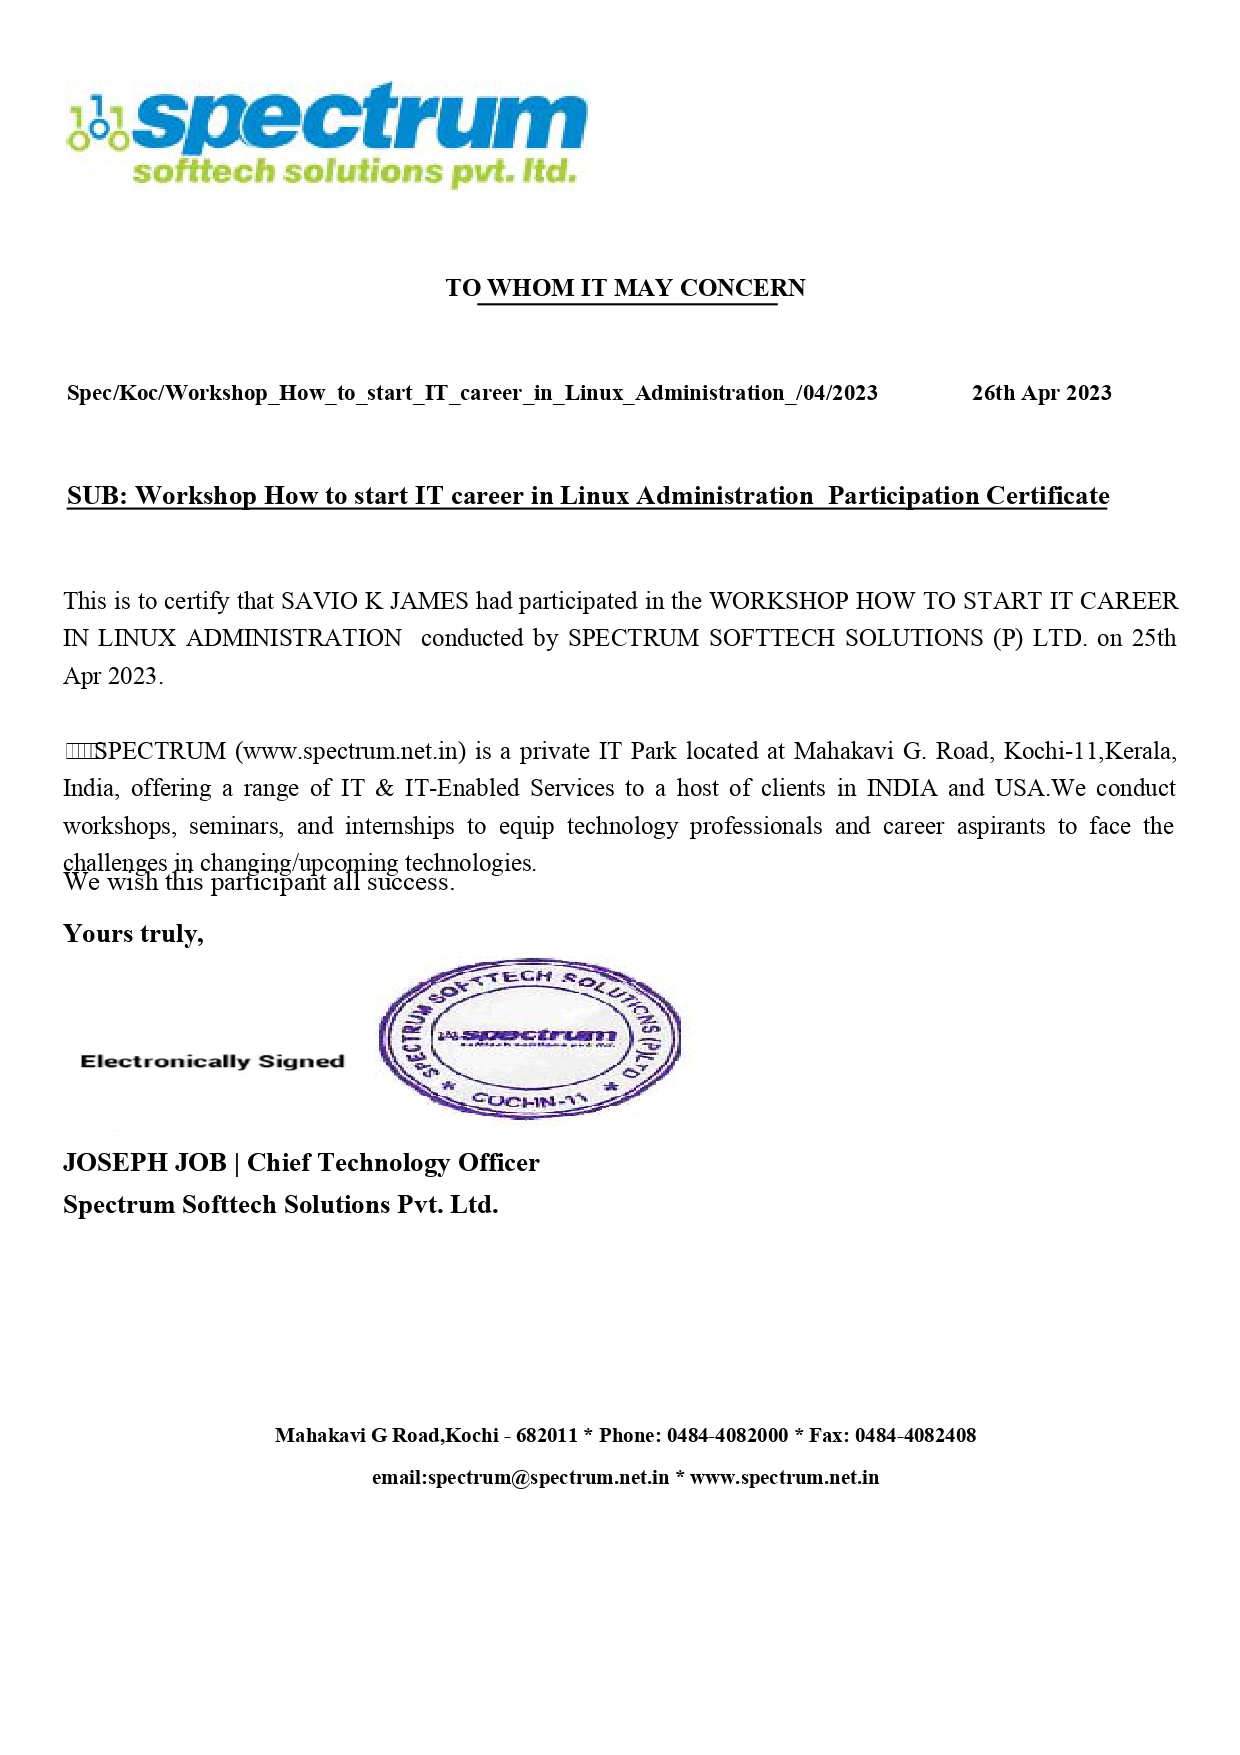 spectrum
softtech solutions pvt. ltd.
TO WHOM IT MAY CONCERN
Spec/Koc/Workshop_How_to_start_IT_career_in_Linux_Administration_/04/2023 26th Apr 2023
SUB: Workshop How to start IT career in Linux Administration Participation Certificate
This is to certify that SAVIO K JAMES had participated in the WORKSHOP HOW TO START IT CAREER
IN LINUX ADMINISTRATION conducted by SPECTRUM SOFTTECH SOLUTIONS (P) LTD. on 25th
Apr 2023.
SPECTRUM (www.spectrum.net.in) is a private IT Park located at Mahakavi G. Road, Kochi-11,Kerala,
India, offering a range of IT & IT-Enabled Services to a host of clients in INDIA and USA.We conduct
workshops, seminars, and internships to equip technology professionals and career aspirants to face the
challenges in changing/upcoming technologies.
We wish this participant all success.
Yours truly,
SPECTRUM SOFTTECH SOLUTIONS (P) LTD
spectrum
softtech solutions pvt. ltd.
* COCHIN-11 *
Electronically Signed
JOSEPH JOB | Chief Technology Officer
Spectrum Softtech Solutions Pvt. Ltd.
Mahakavi G Road,Kochi - 682011 * Phone: 0484-4082000 * Fax: 0484-4082408
email:spectrum@spectrum.net.in * www.spectrum.net.in